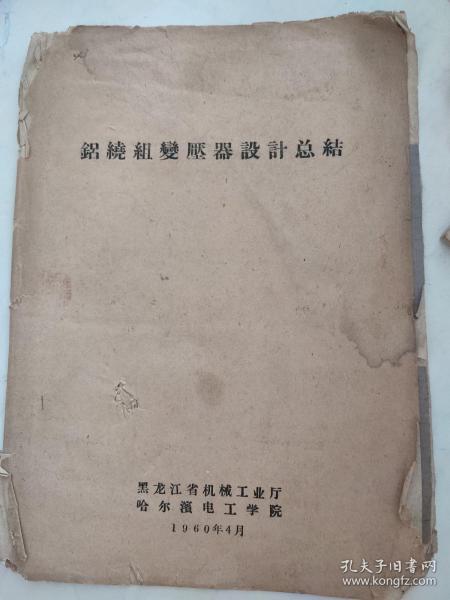 鋁繞組變壓器設計总結
黑龙江省机械工业厅
哈尔濱电工学院
1960年4月
孔夫子旧书网
www.kongfz.com